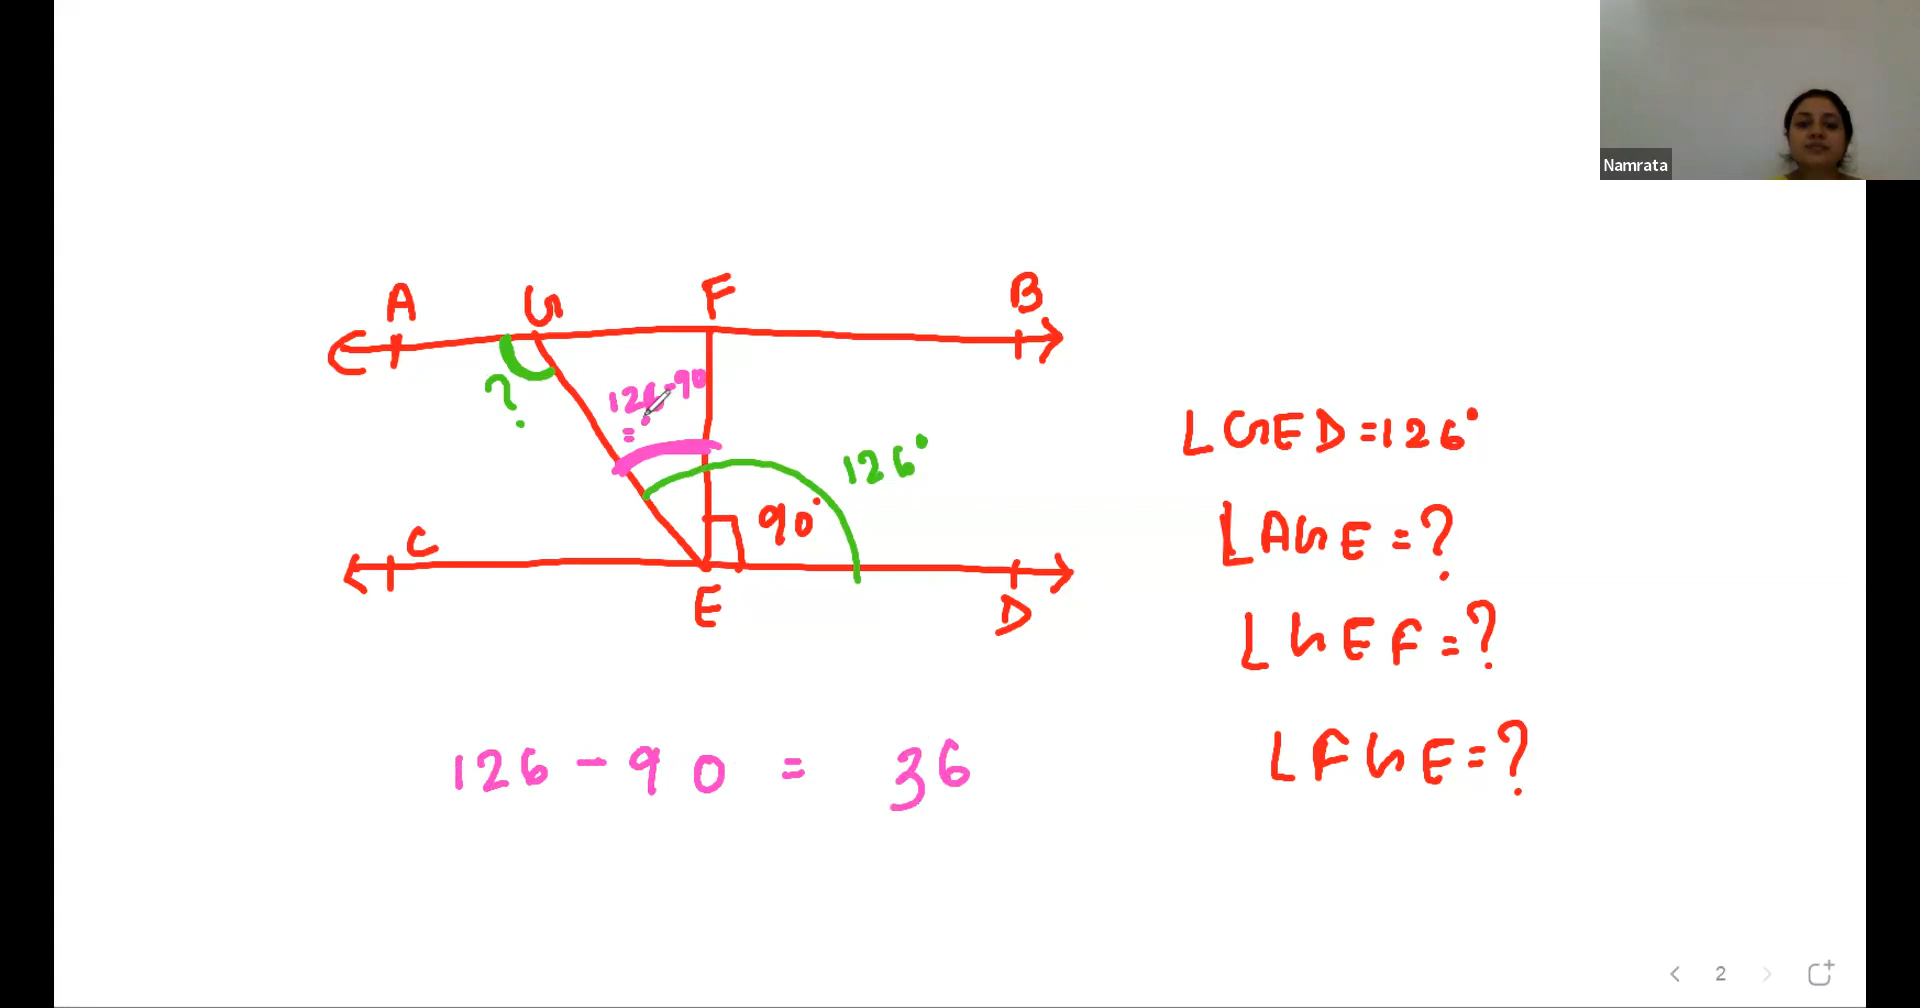 Namrata
A G F B
?
126-90
=
126°
90°
C
E
D
∠GED=126°
∠AGE=?
∠GEF=?
∠FGE=?
126-90 = 36
2